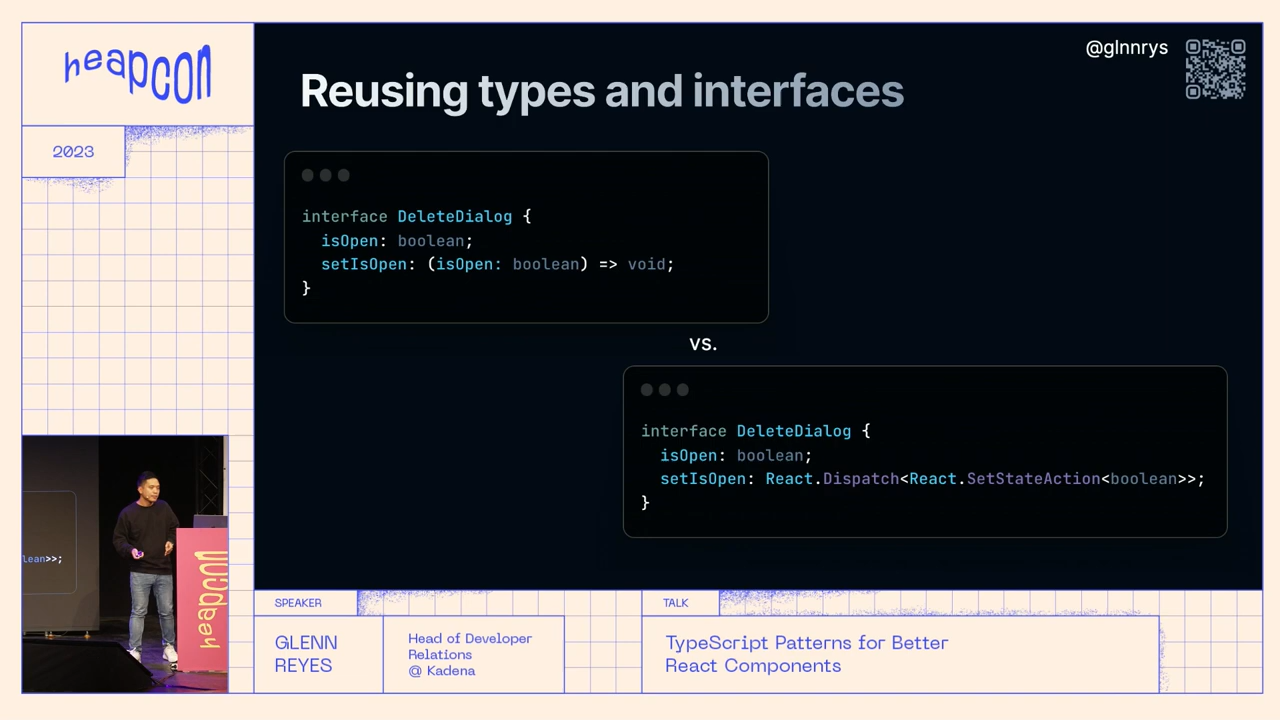 heapcon
2023
@glnnrys
Reusing types and interfaces
interface DeleteDialog {
isOpen: boolean;
setIsOpen: (isOpen: boolean) => void;
}
vs.
interface DeleteDialog {
isOpen: boolean;
setIsOpen: React.Dispatch<React.SetStateAction<boolean>>;
}
lean>>;
heapcon
SPEAKER
GLENN
REYES
Head of Developer
Relations
@ Kadena
TALK
TypeScript Patterns for Better
React Components